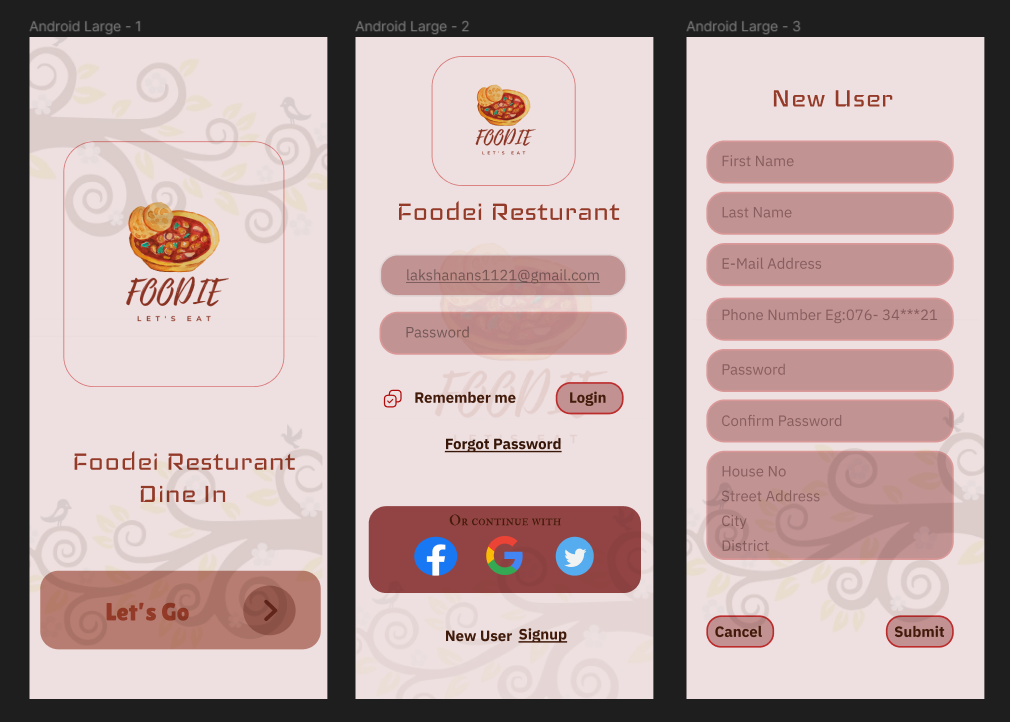 Android Large - 1
FOODIE
LET'S EAT
Foodei Resturant
Dine In
Let's Go
Android Large - 2
FOODIE
LET'S EAT
Foodei Resturant
lakshanans1121@gmail.com
Password
FOODIE
Remember me
Login
Forgot Password
Or continue with
New User Signup
Android Large - 3
New User
First Name
Last Name
E-Mail Address
Phone Number Eg:076- 34***21
Password
Confirm Password
House No
Street Address
City
District
Cancel
Submit